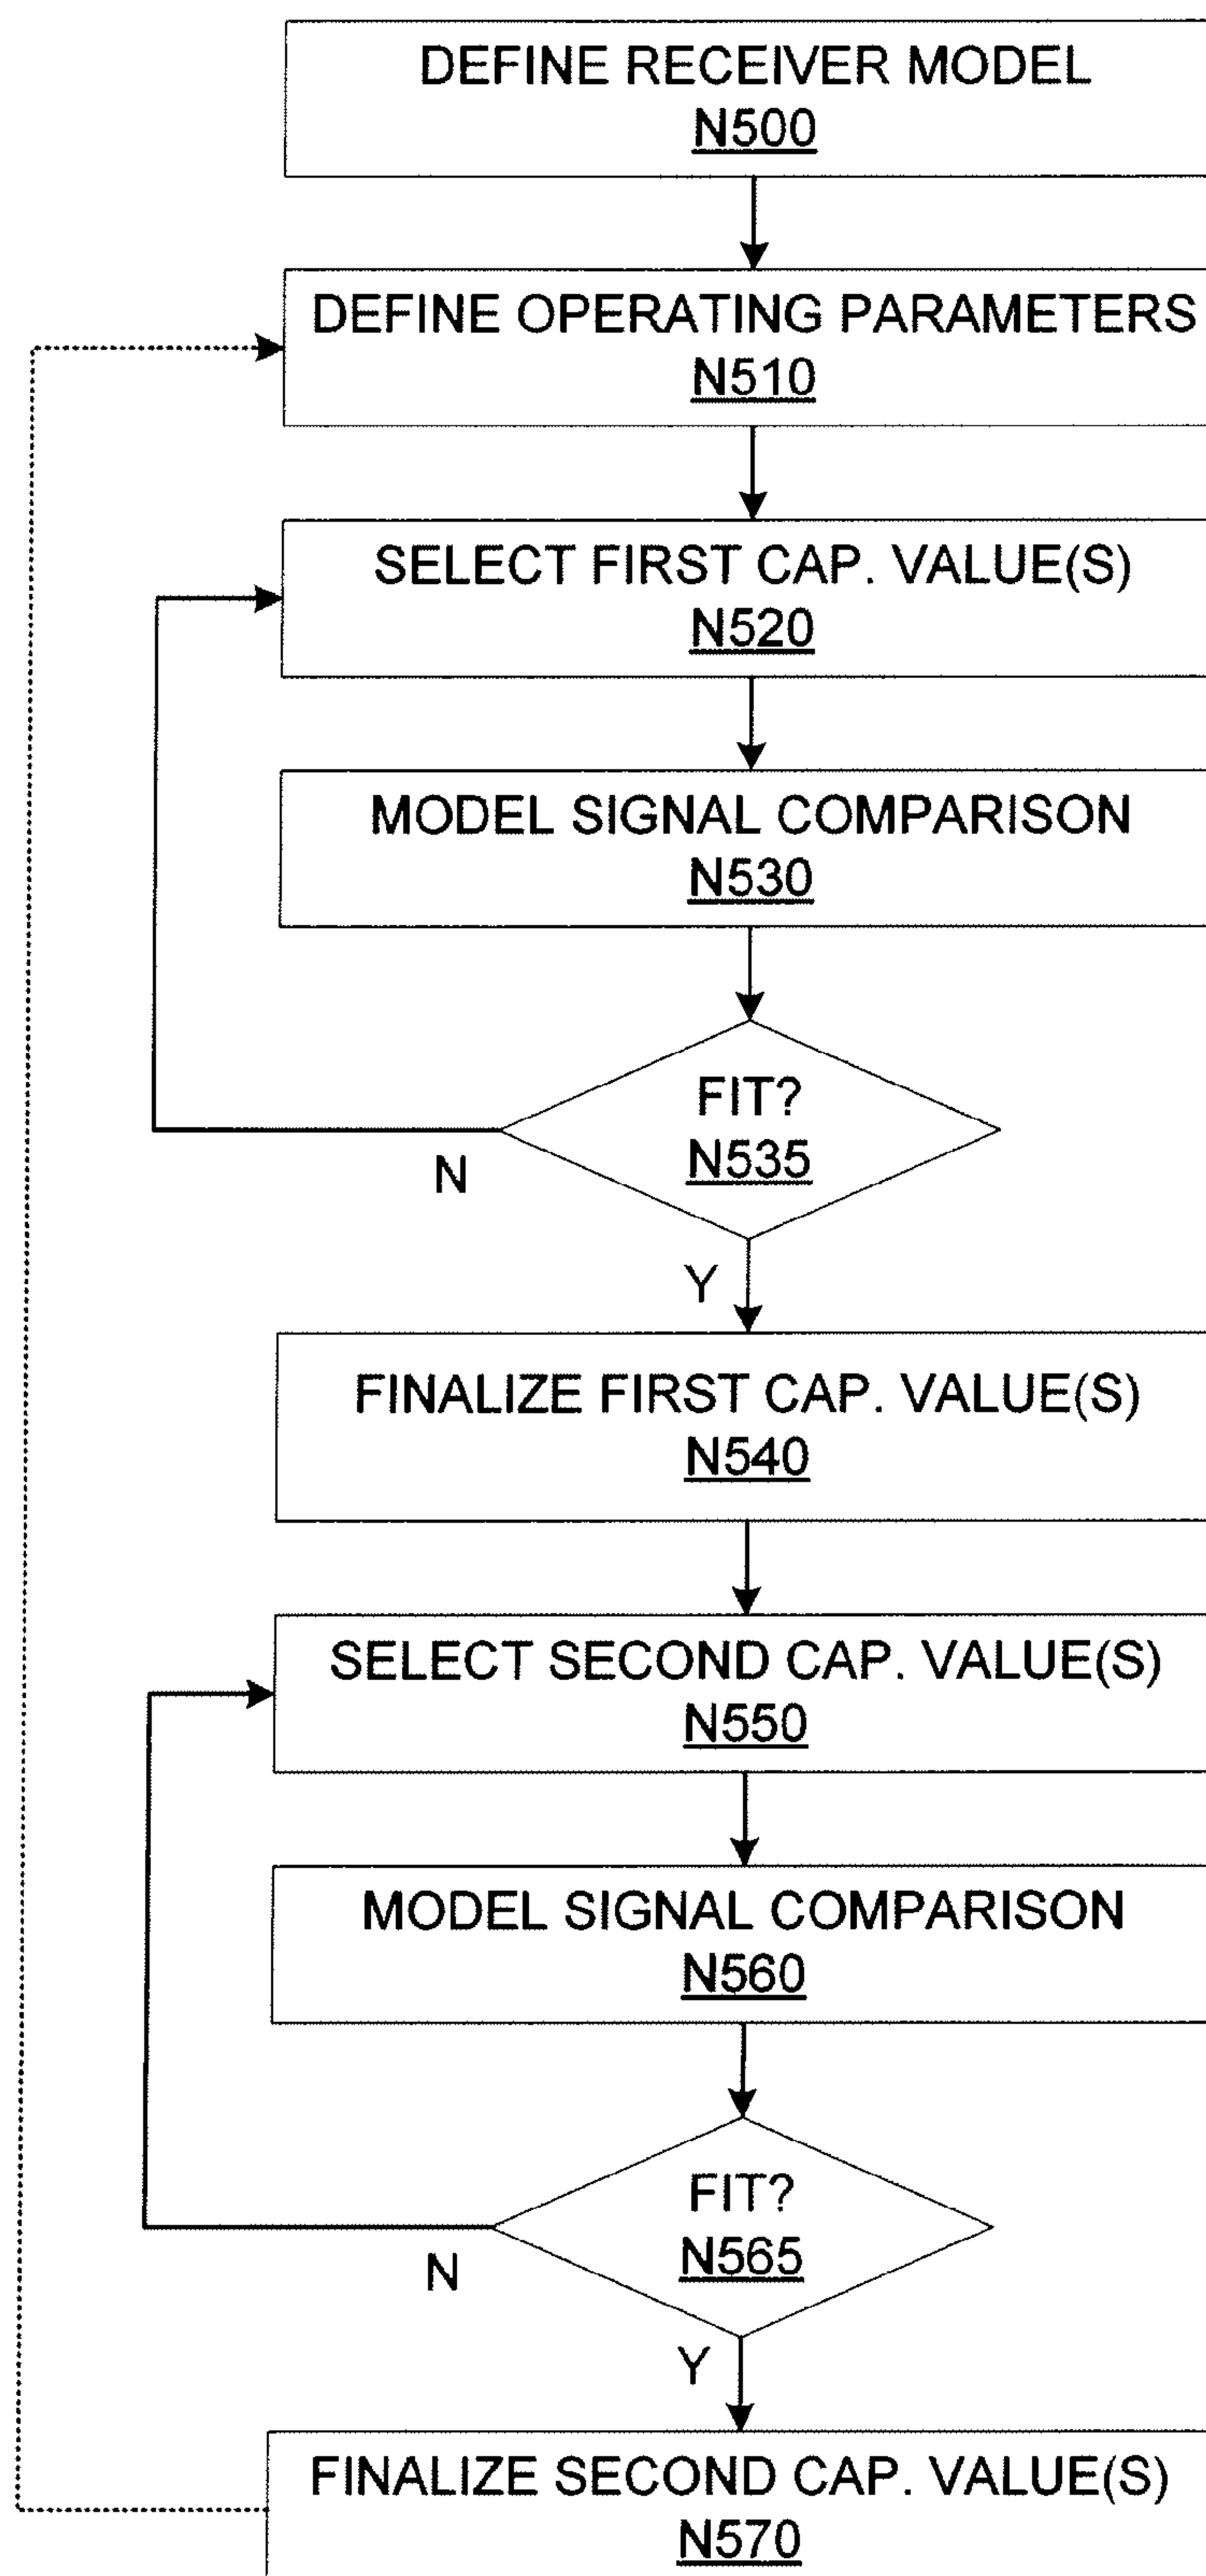 DEFINE RECEIVER MODEL
N500
DEFINE OPERATING PARAMETERS
N510
SELECT FIRST CAP. VALUE(S)
N520
MODEL SIGNAL COMPARISON
N530
FIT?
N535
N
Y
FINALIZE FIRST CAP. VALUE(S)
N540
SELECT SECOND CAP. VALUE(S)
N550
MODEL SIGNAL COMPARISON
N560
FIT?
N565
N
Y
FINALIZE SECOND CAP. VALUE(S)
N570